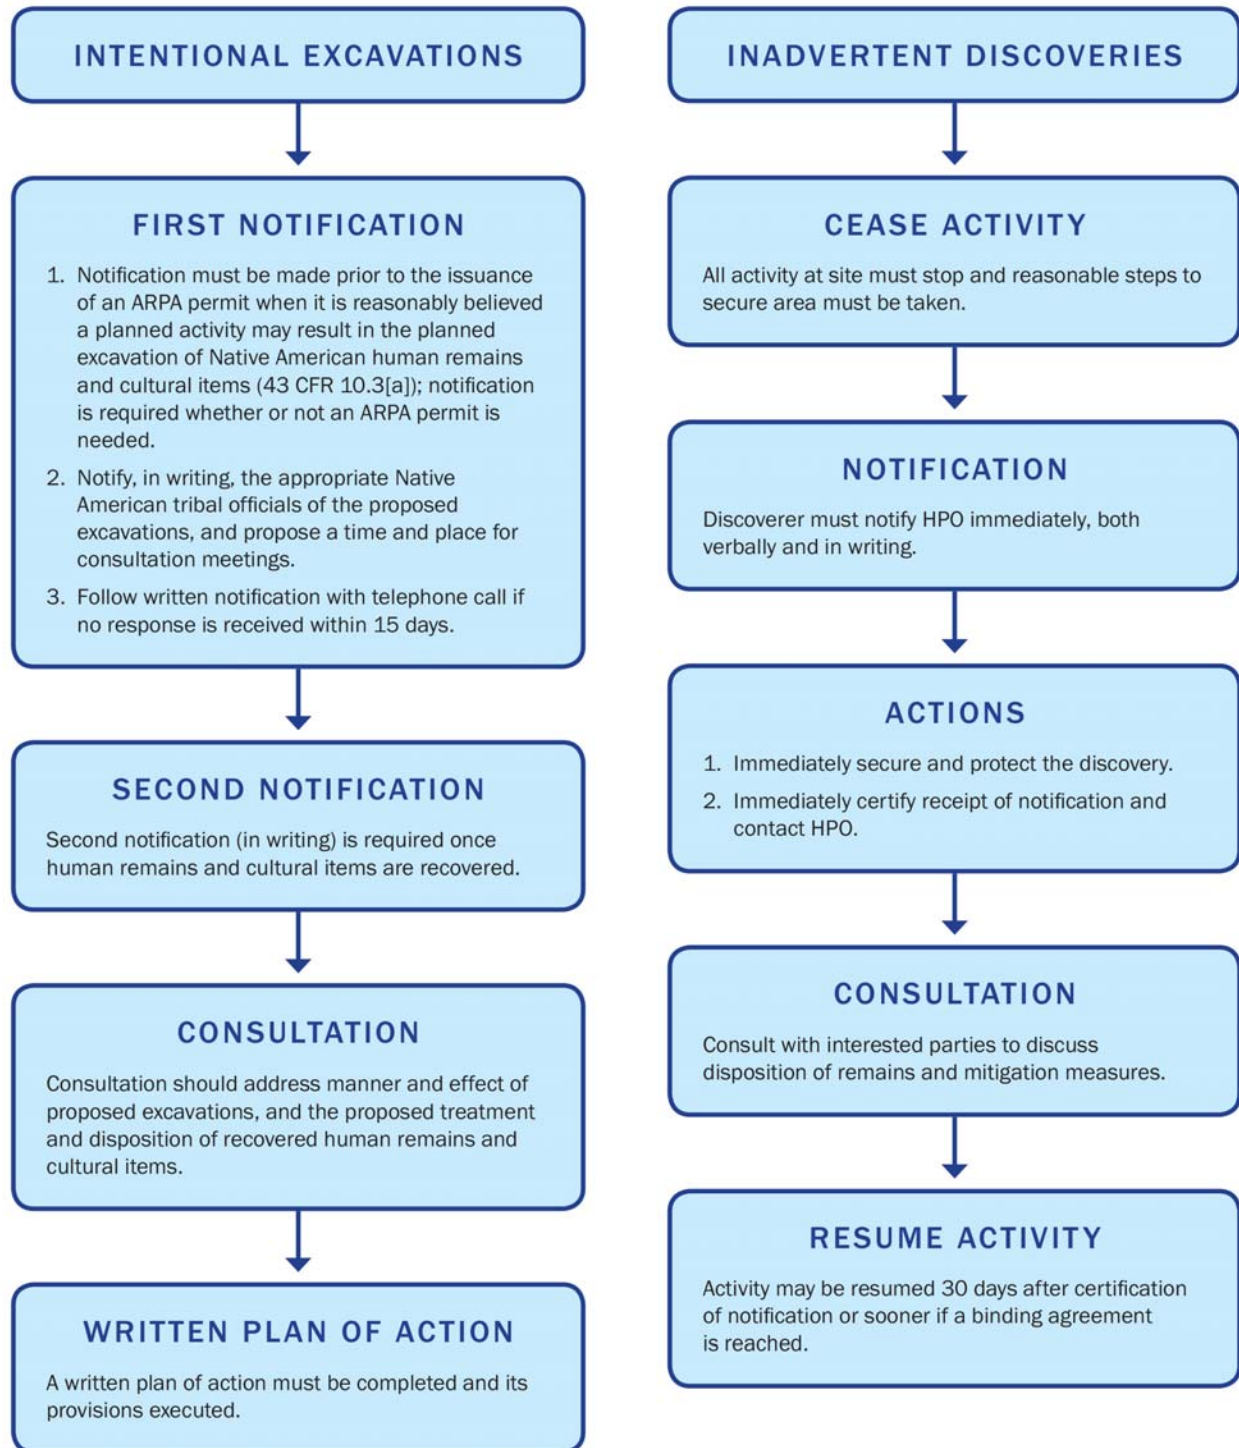 INTENTIONAL EXCAVATIONS
FIRST NOTIFICATION
1. Notification must be made prior to the issuance
of an ARPA permit when it is reasonably believed
a planned activity may result in the planned
excavation of Native American human remains
and cultural items (43 CFR 10.3[a]); notification
is required whether or not an ARPA permit is
needed.
2. Notify, in writing, the appropriate Native
American tribal officials of the proposed
excavations, and propose a time and place for
consultation meetings.
3. Follow written notification with telephone call if
no response is received within 15 days.
SECOND NOTIFICATION
Second notification (in writing) is required once
human remains and cultural items are recovered.
CONSULTATION
Consultation should address manner and effect of
proposed excavations, and the proposed treatment
and disposition of recovered human remains and
cultural items.
WRITTEN PLAN OF ACTION
A written plan of action must be completed and its
provisions executed.
INADVERTENT DISCOVERIES
CEASE ACTIVITY
All activity at site must stop and reasonable steps to
secure area must be taken.
NOTIFICATION
Discoverer must notify HPO immediately, both
verbally and in writing.
ACTIONS
1. Immediately secure and protect the discovery.
2. Immediately certify receipt of notification and
contact HPO.
CONSULTATION
Consult with interested parties to discuss
disposition of remains and mitigation measures.
RESUME ACTIVITY
Activity may be resumed 30 days after certification
of notification or sooner if a binding agreement
is reached.